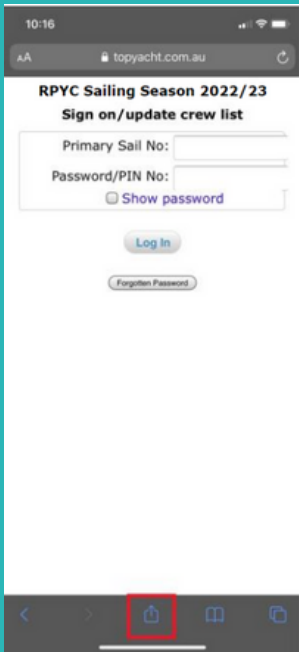 10:16
AA topyacht.com.au
RPYC Sailing Season 2022/23
Sign on/update crew list
Primary Sail No:
Password/PIN No:
Show password
Log In
Forgotten Password